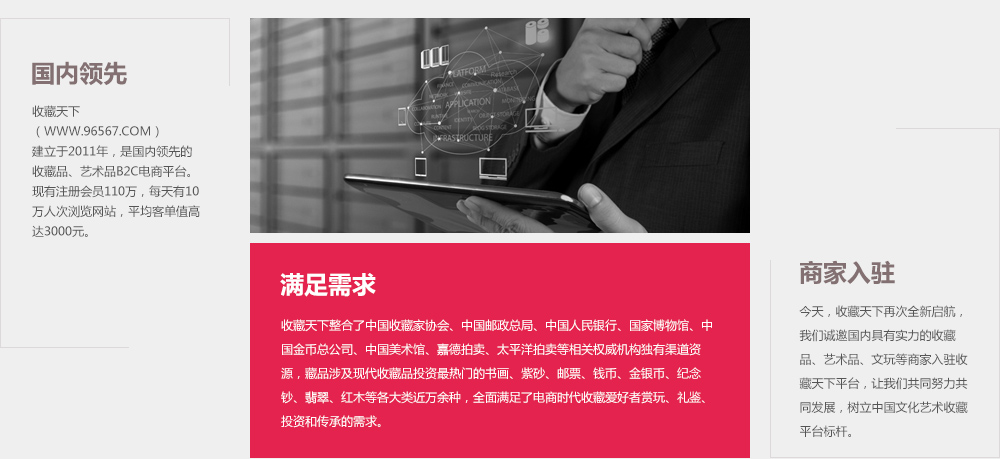 国内领先
收藏天下
（ WWW.96567.COM ）
建立于2011年，是国内领先的
收藏品、艺术品B2C电商平台。
现有注册会员110万，每天有10
万人次浏览网站，平均客单值高
达3000元。
PLATFORM
APPLICATION
INFRASTRUCTURE
满足需求
收藏天下整合了中国收藏家协会、中国邮政总局、中国人民银行、国家博物馆、中
国金币总公司、中国美术馆、嘉德拍卖、太平洋拍卖等相关权威机构独有渠道资
源，藏品涉及现代收藏品投资最热门的书画、紫砂、邮票、钱币、金银币、纪念
钞、翡翠、红木等各大类近万余种，全面满足了电商时代收藏爱好者赏玩、礼鉴、
投资和传承的需求。
商家入驻
今天，收藏天下再次全新启航，
我们诚邀国内具有实力的收藏
品、艺术品、文玩等商家入驻收
藏天下平台，让我们共同努力共
同发展，树立中国文化艺术收藏
平台标杆。